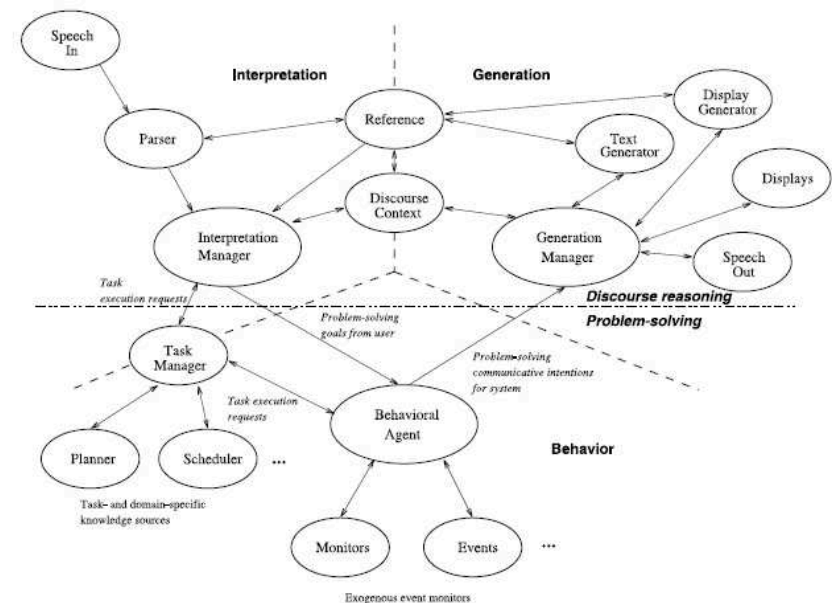 Speech
In
Interpretation
Generation
Display
Generator
Reference
Parser
Text
Generator
Displays
Discourse
Context
Interpretation
Manager
Generation
Manager
Speech
Out
Task
execution requests
Discourse reasoning
Problem-solving
Problem-solving
goals from user
Task
Manager
Problem-solving
communicative intentions
for system
Task execution
requests
Behavioral
Agent
Behavior
Planner
Scheduler
...
Task- and domain-specific
knowledge sources
Monitors
Events
...
Exogenous event monitors